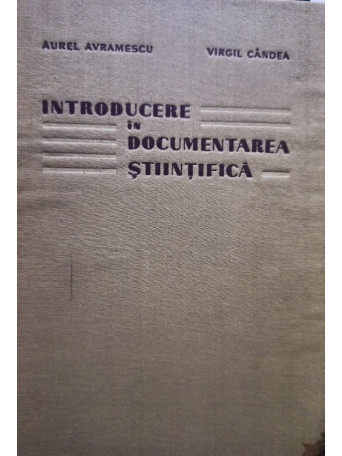 AUREL AVRAMESCU VIRGIL CÂNDEA
INTRODUCERE
în
DOCUMENTAREA
ŞTIINŢIFICĂ